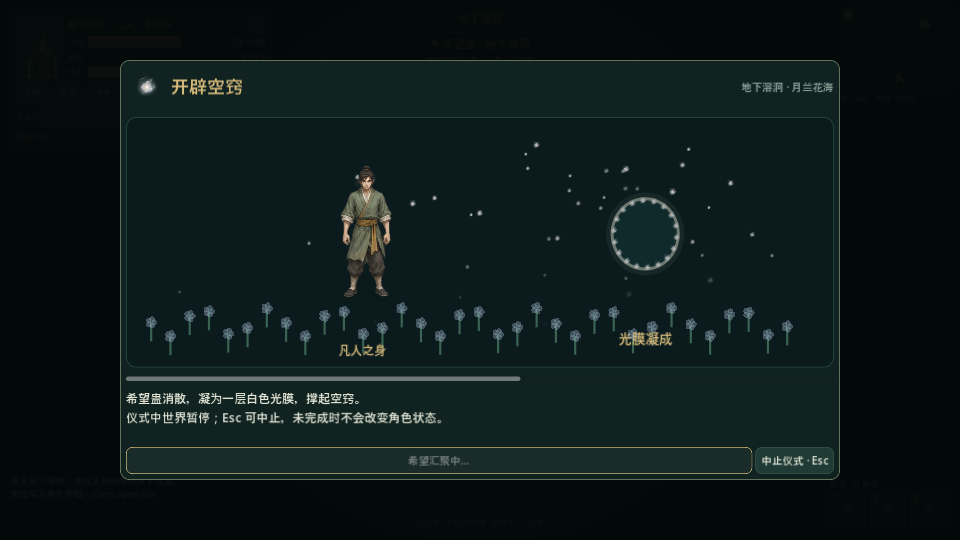 开辟空窍
地下溶洞 · 月兰花海
凡人之身
光膜凝成
希望蛊消散，凝为一层白色光膜，撑起空窍。
仪式中世界暂停；Esc 可中止，未完成时不会改变角色状态。
希望汇聚中…
中止仪式 · Esc